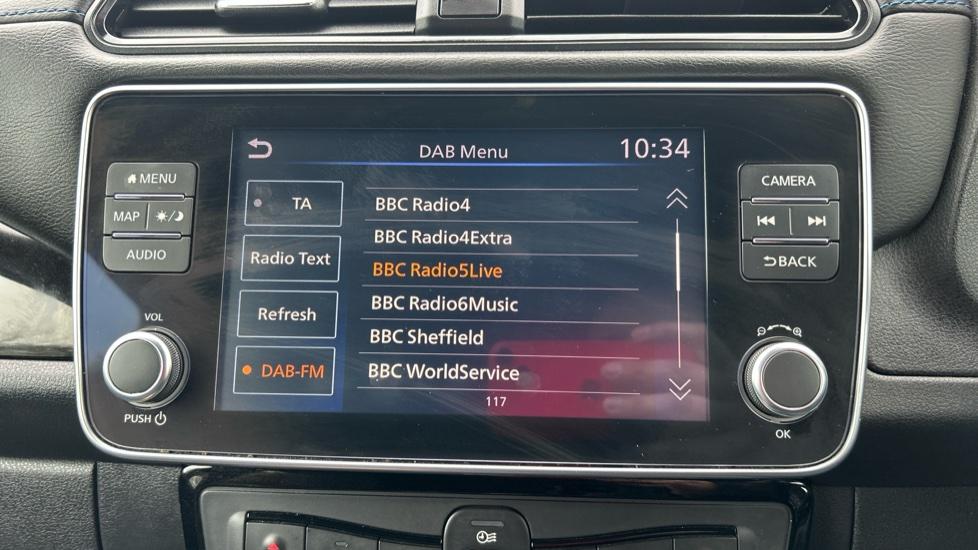 DAB Menu
10:34
TA
Radio Text
Refresh
DAB-FM
BBC Radio4
BBC Radio4Extra
BBC Radio5Live
BBC Radio6Music
BBC Sheffield
BBC WorldService
117
MENU
MAP
AUDIO
VOL
PUSH
CAMERA
BACK
OK